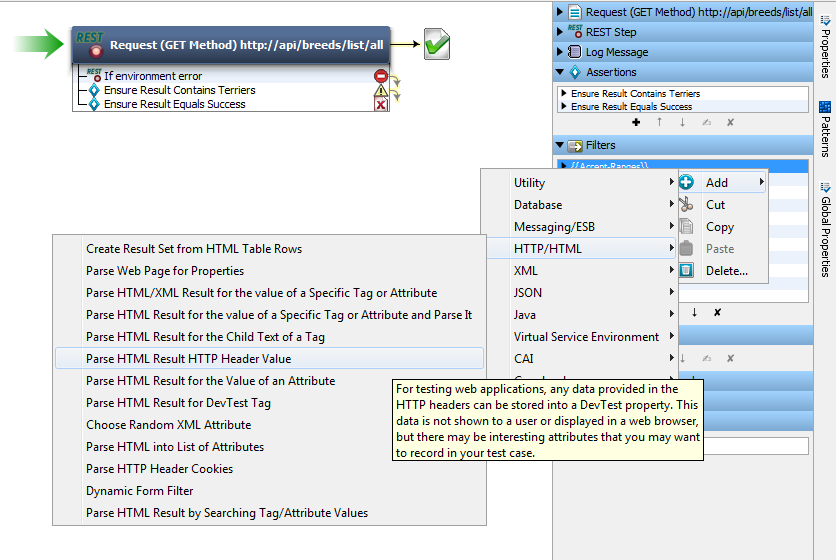 REST Request (GET Method) http://api/breeds/list/all
REST If environment error
Ensure Result Contains Terriers
Ensure Result Equals Success
Request (GET Method) http://api/breeds/list/all
REST REST Step
Log Message
Assertions
Ensure Result Contains Terriers
Ensure Result Equals Success
Filters
{{Accept-Ranges}}
Add
Cut
Copy
Paste
Delete...
Utility
Database
Messaging/ESB
HTTP/HTML
XML
JSON
Java
Virtual Service Environment
CAI
Create Result Set from HTML Table Rows
Parse Web Page for Properties
Parse HTML/XML Result for the value of a Specific Tag or Attribute
Parse HTML Result for the value of a Specific Tag or Attribute and Parse It
Parse HTML Result for the Child Text of a Tag
Parse HTML Result HTTP Header Value
Parse HTML Result for the Value of an Attribute
Parse HTML Result for DevTest Tag
Choose Random XML Attribute
Parse HTML into List of Attributes
Parse HTTP Header Cookies
Dynamic Form Filter
Parse HTML Result by Searching Tag/Attribute Values
For testing web applications, any data provided in the
HTTP headers can be stored into a DevTest property. This
data is not shown to a user or displayed in a web browser,
but there may be interesting attributes that you may want
to record in your test case.
Properties
Patterns
Global Properties